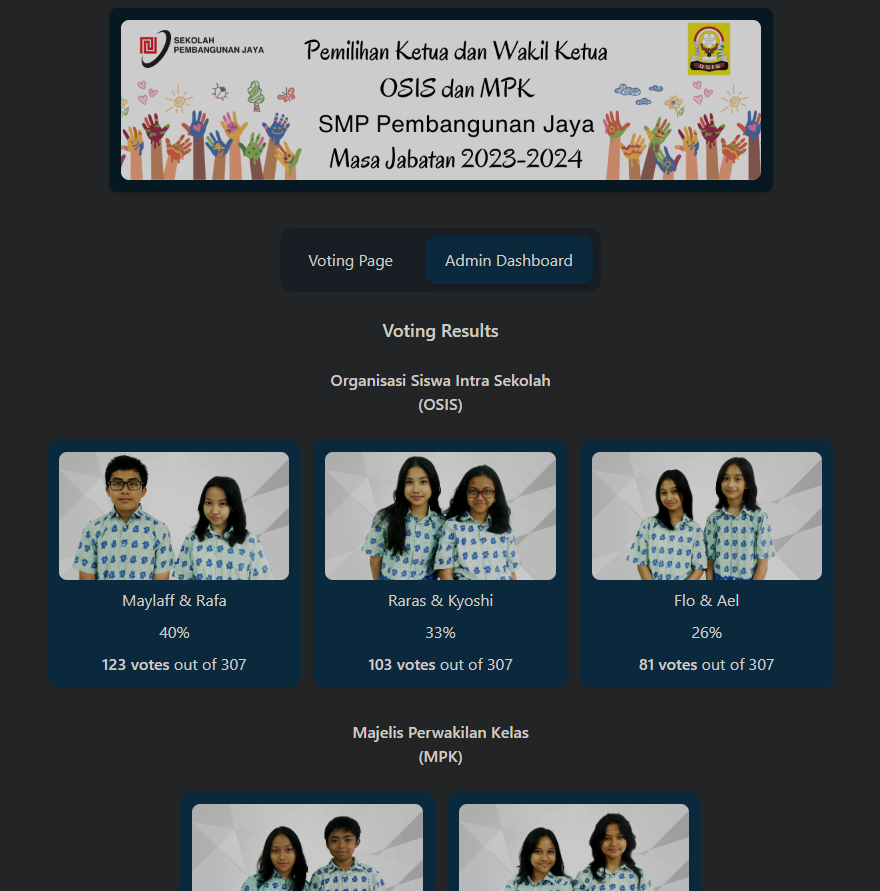 SEKOLAH
PEMBANGUNAN JAYA
Pemilihan Ketua dan Wakil Ketua
OSIS dan MPK
SMP Pembangunan Jaya
Masa Jabatan 2023-2024
OSIS
Voting Page
Admin Dashboard
Voting Results
Organisasi Siswa Intra Sekolah
(OSIS)
Maylaff & Rafa
40%
123 votes out of 307
Raras & Kyoshi
33%
103 votes out of 307
Flo & Ael
26%
81 votes out of 307
Majelis Perwakilan Kelas
(MPK)